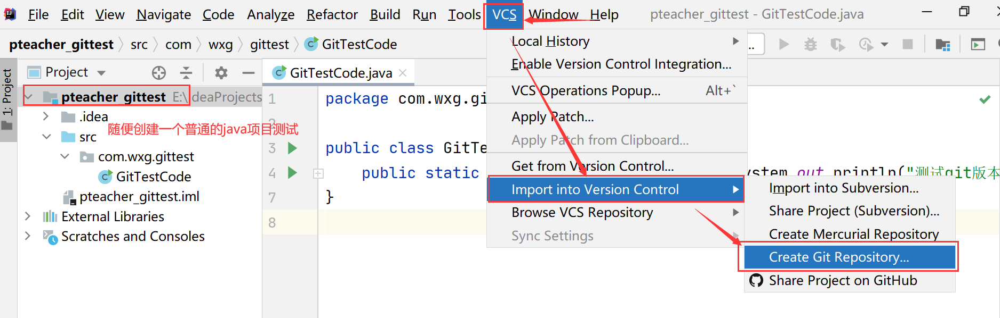 File Edit View Navigate Code Analyze Refactor Build Run Tools VCS Window Help pteacher_gittest - GitTestCode.java
pteacher_gittest src com wxg gittest GitTestCode
..
1: Project
Project
GitTestCode.java
pteacher_gittest E:\ deaProjects
.idea
随便创建一个普通的java项目测试
src
com.wxg.gittest
GitTestCode
pteacher_gittest.iml
External Libraries
Scratches and Consoles
1 package com.wxg.gi
2
3 public class GitTe
4 public static
ystem.out.println("测试git版本
7 }
8
Local History
Enable Version Control Integration...
VCS Operations Popup... Alt+`
Apply Patch...
Apply Patch from Clipboard...
Get from Version Control...
Import into Version Control
Browse VCS Repository
Sync Settings
Import into Subversion...
Share Project (Subversion)...
Create Mercurial Repository
Create Git Repository...
Share Project on GitHub